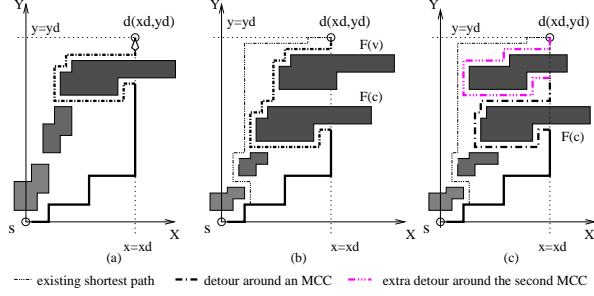 Y
d(xd,yd)
y=yd
s
X
x=xd
(a)
Y
d(xd,yd)
y=yd
F(v)
F(c)
s
X
x=xd
(b)
Y
d(xd,yd)
y=yd
F(c)
s
X
x=xd
(c)
existing shortest path
detour around an MCC
extra detour around the second MCC